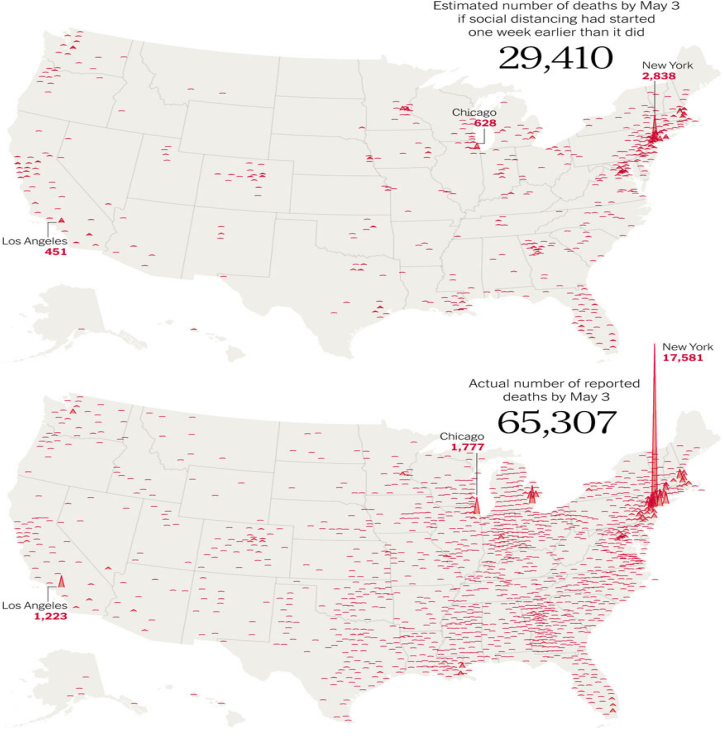 Estimated number of deaths by May 3
if social distancing had started
one week earlier than it did
29,410
New York
2,838
Chicago
628
Los Angeles
451
New York
17,581
Actual number of reported
deaths by May 3
65,307
Chicago
1,777
Los Angeles
1,223